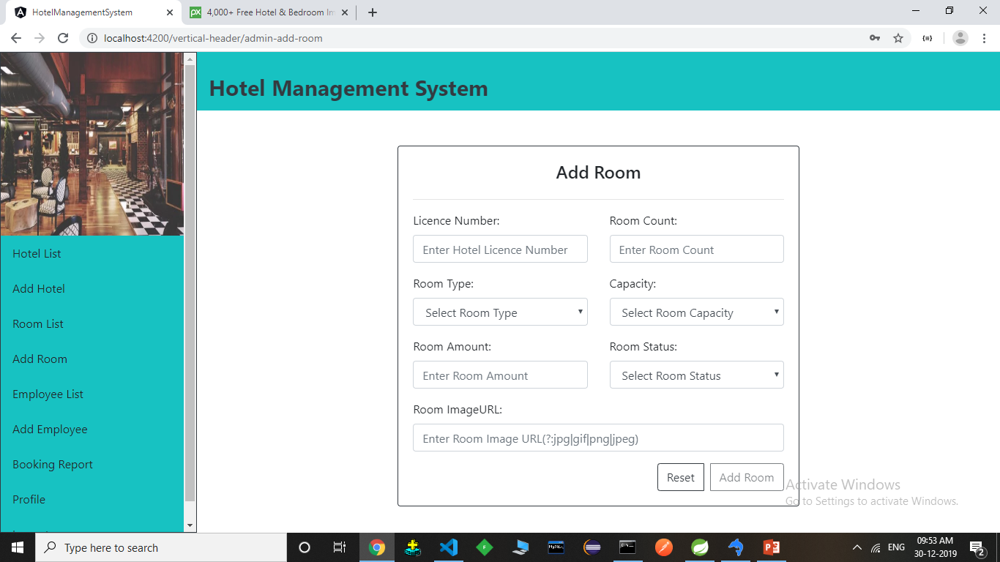 HotelManagementSystem
4,000+ Free Hotel & Bedroom Im
localhost:4200/vertical-header/admin-add-room
Hotel Management System
Hotel List
Add Hotel
Room List
Add Room
Employee List
Add Employee
Booking Report
Profile
Add Room
Licence Number:
Room Count:
Enter Hotel Licence Number
Enter Room Count
Room Type:
Capacity:
Select Room Type
Select Room Capacity
Room Amount:
Room Status:
Enter Room Amount
Select Room Status
Room ImageURL:
Enter Room Image URL(?:jpg|gif|png|jpeg)
Reset
Add Room
Activate Windows
Go to Settings to activate Windows.
Type here to search
ENG
09:53 AM
30-12-2019
2